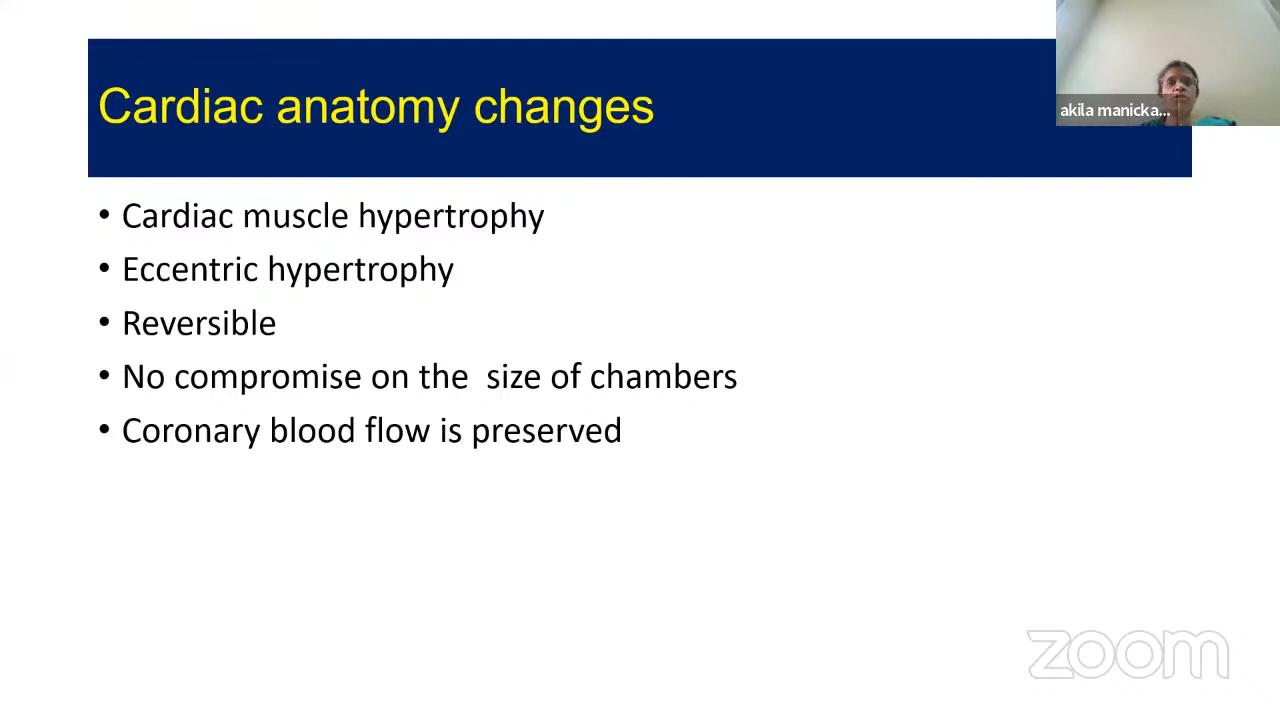 Cardiac anatomy changes
akila manicka...
• Cardiac muscle hypertrophy
• Eccentric hypertrophy
• Reversible
• No compromise on the  size of chambers
• Coronary blood flow is preserved
zoom